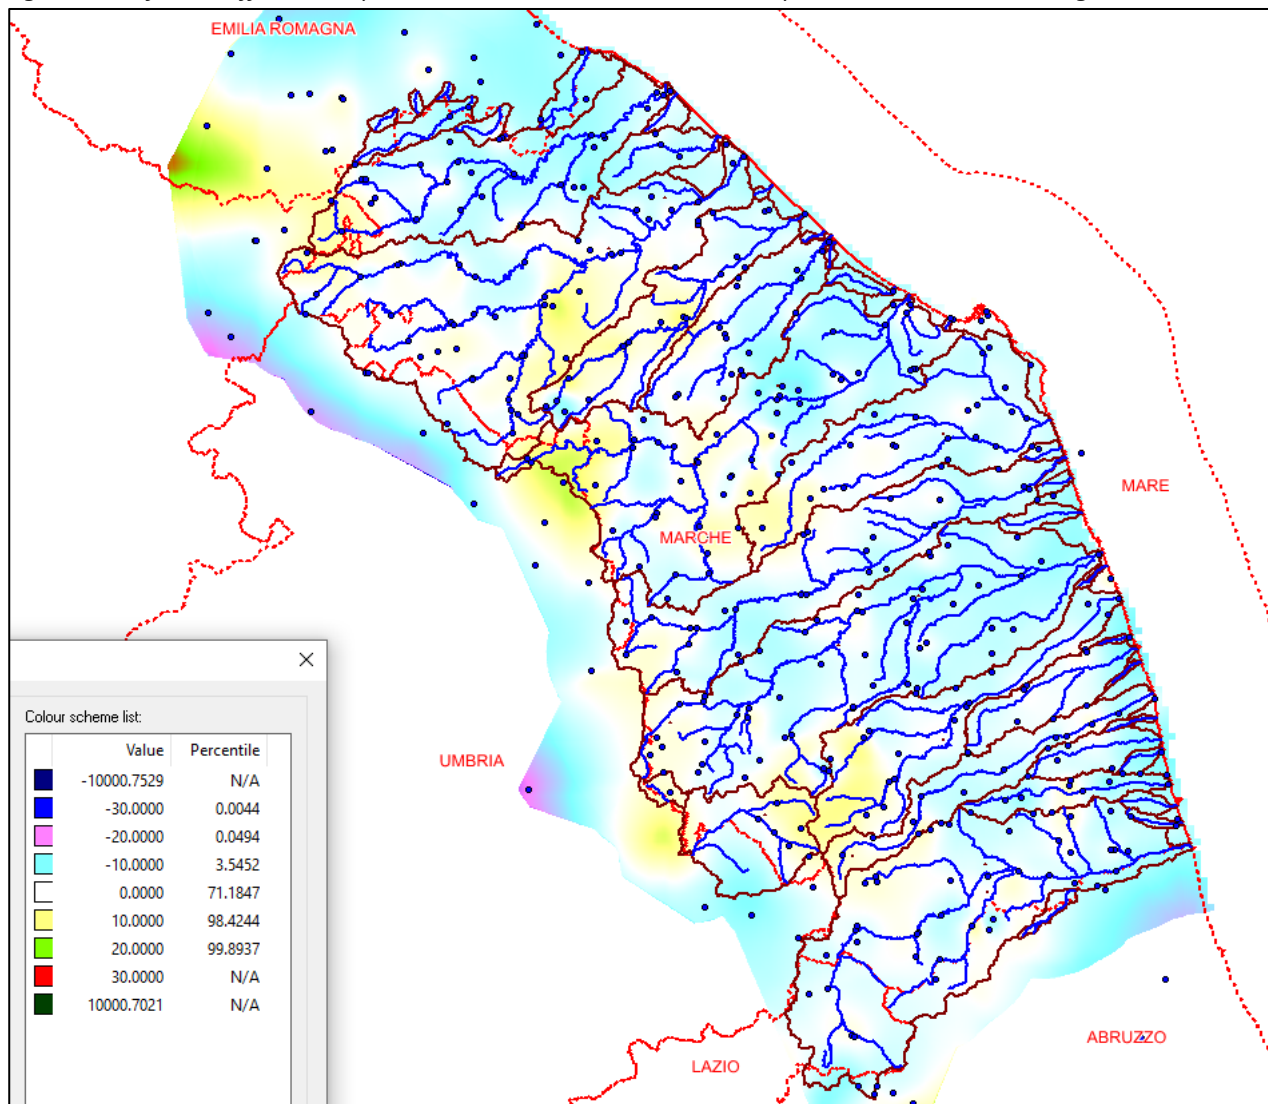 EMILIA ROMAGNA
MARE
MARCHE
UMBRIA
ABRUZZO
LAZIO
Colour scheme list:
Value Percentile
-10000.7529 N/A
-30.0000 0.0044
-20.0000 0.0494
-10.0000 3.5452
0.0000 71.1847
10.0000 98.4244
20.0000 99.8937
30.0000 N/A
10000.7021 N/A